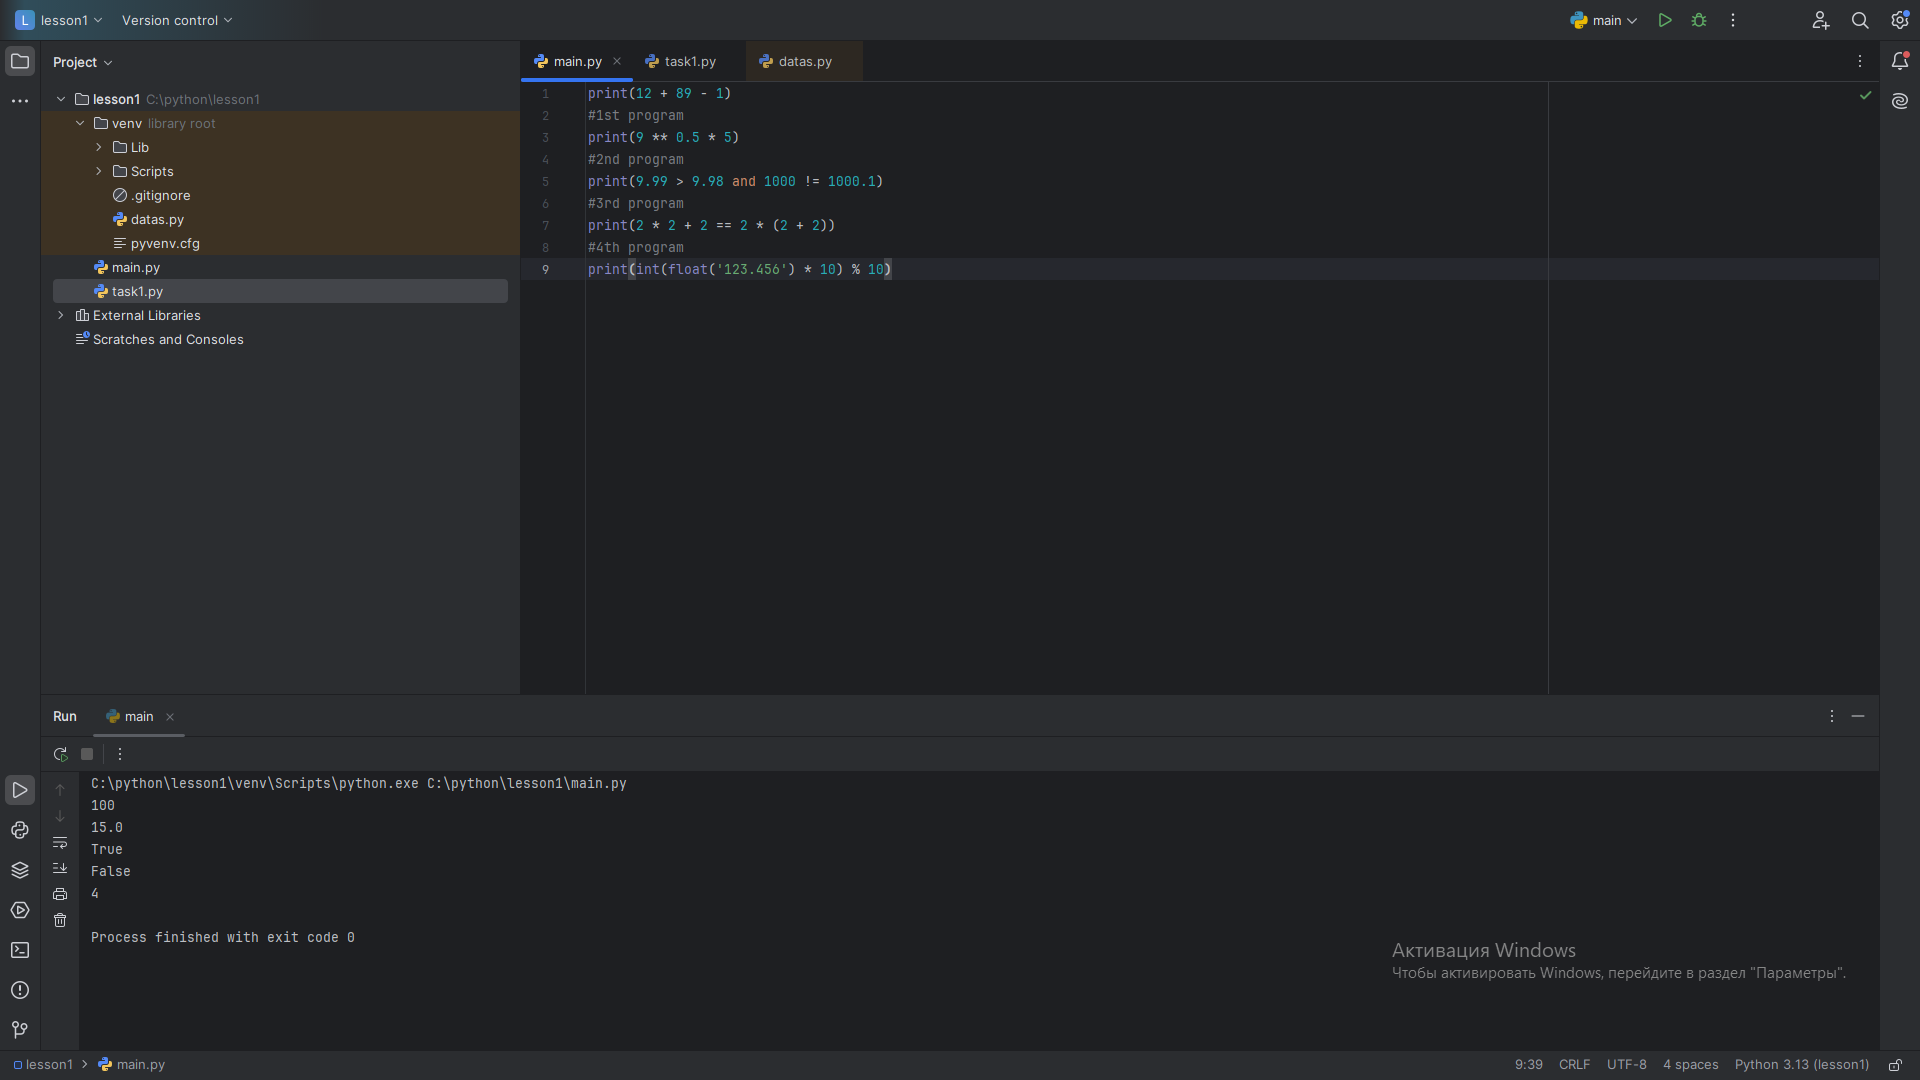 L lesson1 Version control main
Project
main.py task1.py datas.py
lesson1 C:\python\lesson1
venv library root
Lib
Scripts
.gitignore
datas.py
pyvenv.cfg
main.py
task1.py
External Libraries
Scratches and Consoles
1 print(12 + 89 - 1)
2 #1st program
3 print(9 ** 0.5 * 5)
4 #2nd program
5 print(9.99 > 9.98 and 1000 != 1000.1)
6 #3rd program
7 print(2 * 2 + 2 == 2 * (2 + 2))
8 #4th program
9 print(int(float('123.456') * 10) % 10)
Run main
C:\python\lesson1\venv\Scripts\python.exe C:\python\lesson1\main.py
100
15.0
True
False
4
Process finished with exit code 0
Активация Windows
Чтобы активировать Windows, перейдите в раздел "Параметры".
lesson1 main.py 9:39 CRLF UTF-8 4 spaces Python 3.13 (lesson1)